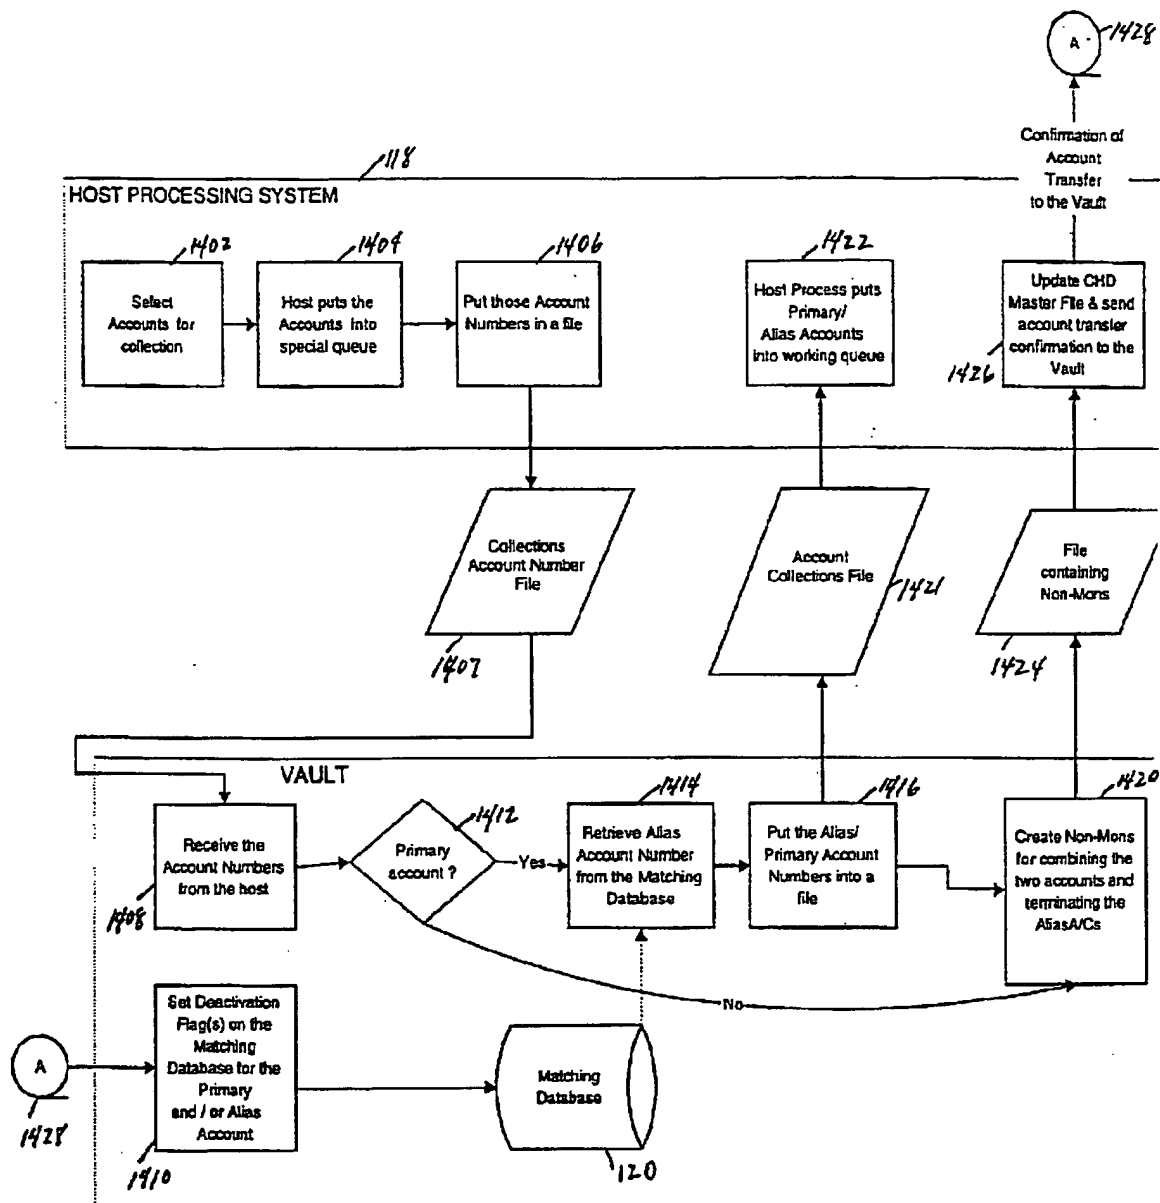 A
1428
Confirmation of
Account
Transfer
to the Vault
118
HOST PROCESSING SYSTEM
1402
Select
Accounts for
collection
1404
Host puts the
Accounts into
special queue
1406
Put those Account
Numbers in a file
1422
Host Process puts
Primary/
Alias Accounts
into working queue
Update CHD
Master File & send
account transfer
confirmation to the
Vault
1426
Collections
Account Number
File
1407
Account
Collections File
1421
File
containing
Non-Mons
1424
VAULT
Receive the
Account Numbers
from the host
1408
Primary
account ?
1412
Yes
No
1414
Retrieve Alias
Account Number
from the Matching
Database
1416
Put the Alias/
Primary Account
Numbers into a
file
1420
Create Non-Mons
for combining the
two accounts and
terminating the
AliasA/Cs
A
1428
Set Deactivation
Flag(s) on the
Matching
Database for the
Primary
and / or Alias
Account
1410
Matching
Database
120